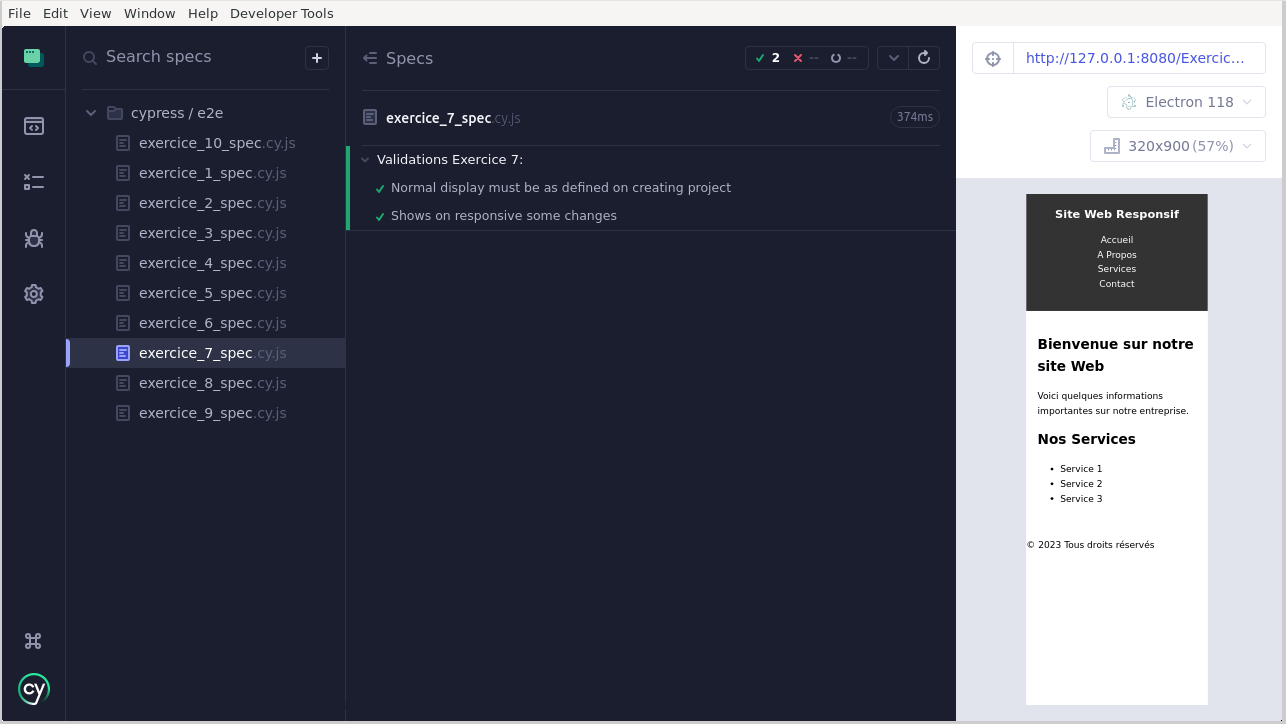 File Edit View Window Help Developer Tools
Search specs
+
cypress / e2e
exercice_10_spec.cy.js
exercice_1_spec.cy.js
exercice_2_spec.cy.js
exercice_3_spec.cy.js
exercice_4_spec.cy.js
exercice_5_spec.cy.js
exercice_6_spec.cy.js
exercice_7_spec.cy.js
exercice_8_spec.cy.js
exercice_9_spec.cy.js
cy
Specs
2 -- --
exercice_7_spec.cy.js 374ms
Validations Exercice 7:
Normal display must be as defined on creating project
Shows on responsive some changes
http://127.0.0.1:8080/Exercic...
Electron 118
320x900 (57%)
Site Web Responsif
Accueil
A Propos
Services
Contact
Bienvenue sur notre
site Web
Voici quelques informations
importantes sur notre entreprise.
Nos Services
• Service 1
• Service 2
• Service 3
© 2023 Tous droits réservés